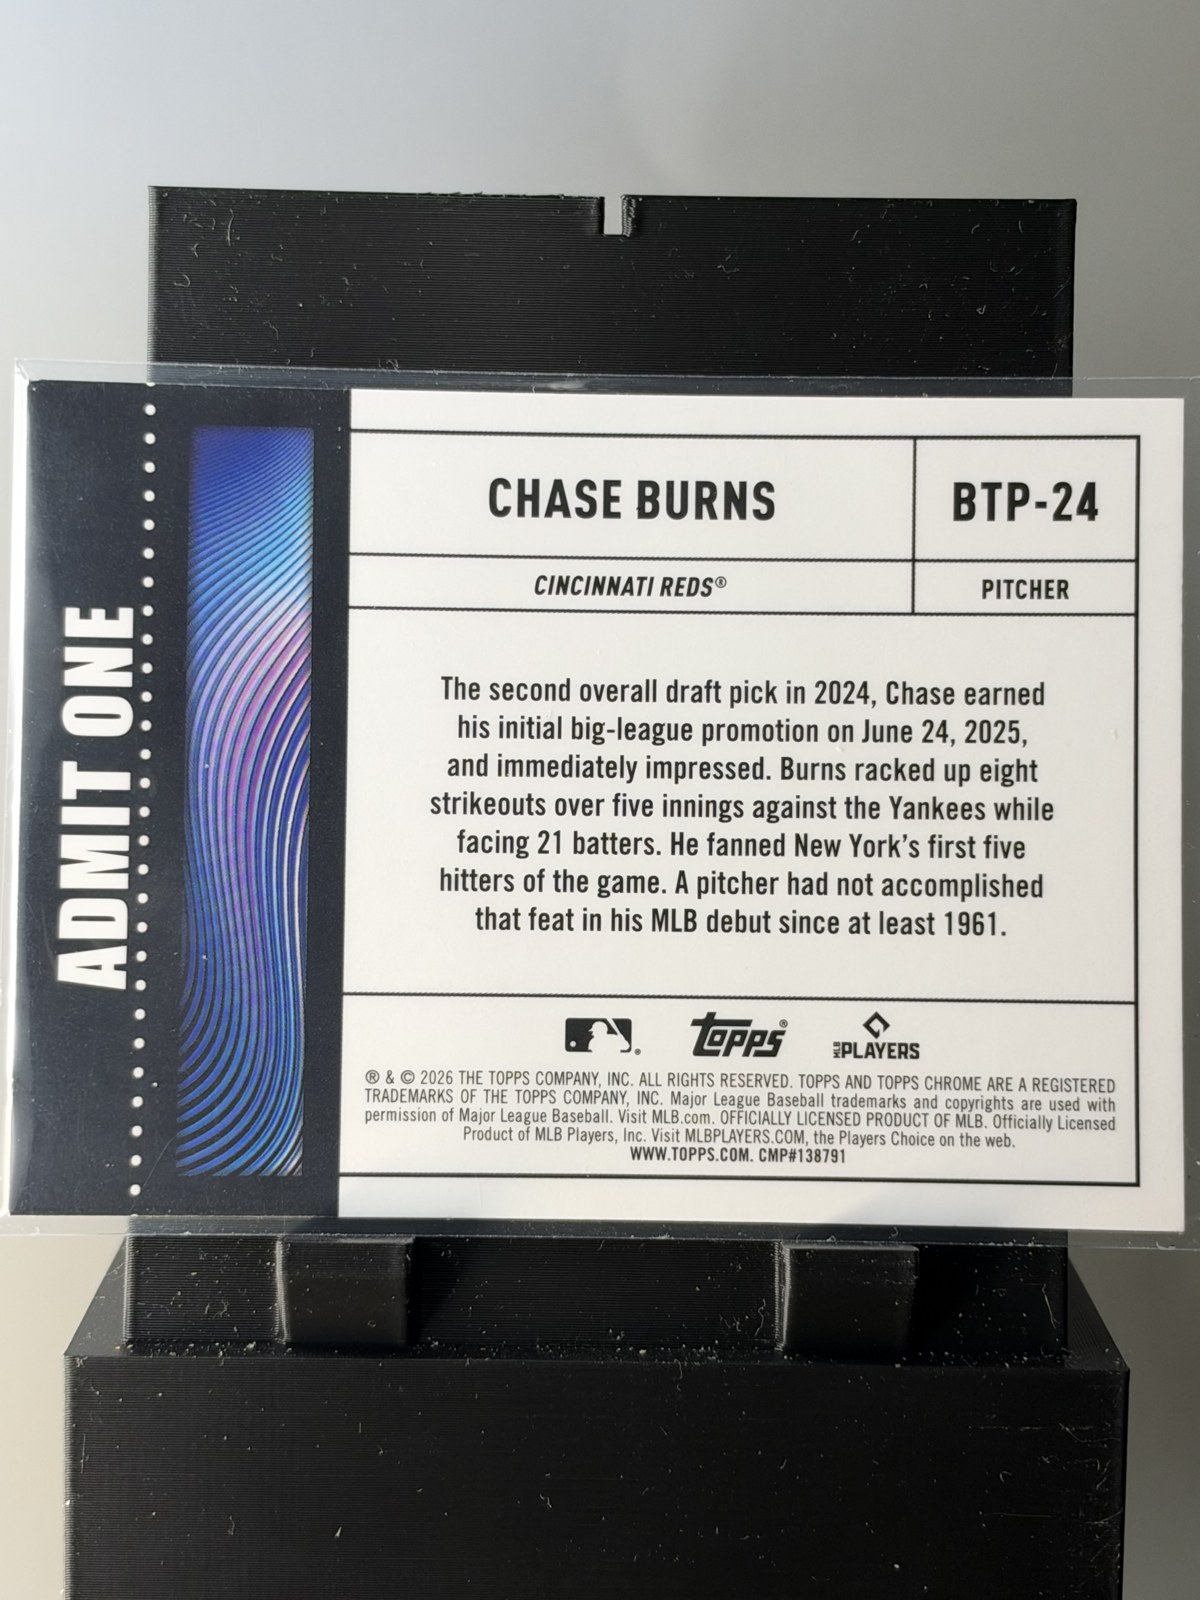 ADMIT ONE
CHASE BURNS
BTP-24
CINCINNATI REDS®
PITCHER
The second overall draft pick in 2024, Chase earned
his initial big-league promotion on June 24, 2025,
and immediately impressed. Burns racked up eight
strikeouts over five innings against the Yankees while
facing 21 batters. He fanned New York's first five
hitters of the game. A pitcher had not accomplished
that feat in his MLB debut since at least 1961.
®
Topps®
MLB PLAYERS
® & © 2026 THE TOPPS COMPANY, INC. ALL RIGHTS RESERVED. TOPPS AND TOPPS CHROME ARE A REGISTERED
TRADEMARKS OF THE TOPPS COMPANY, INC. Major League Baseball trademarks and copyrights are used with
permission of Major League Baseball. Visit MLB.com. OFFICIALLY LICENSED PRODUCT OF MLB. Officially Licensed
Product of MLB Players, Inc. Visit MLBPLAYERS.COM, the Players Choice on the web.
WWW.TOPPS.COM. CMP#138791